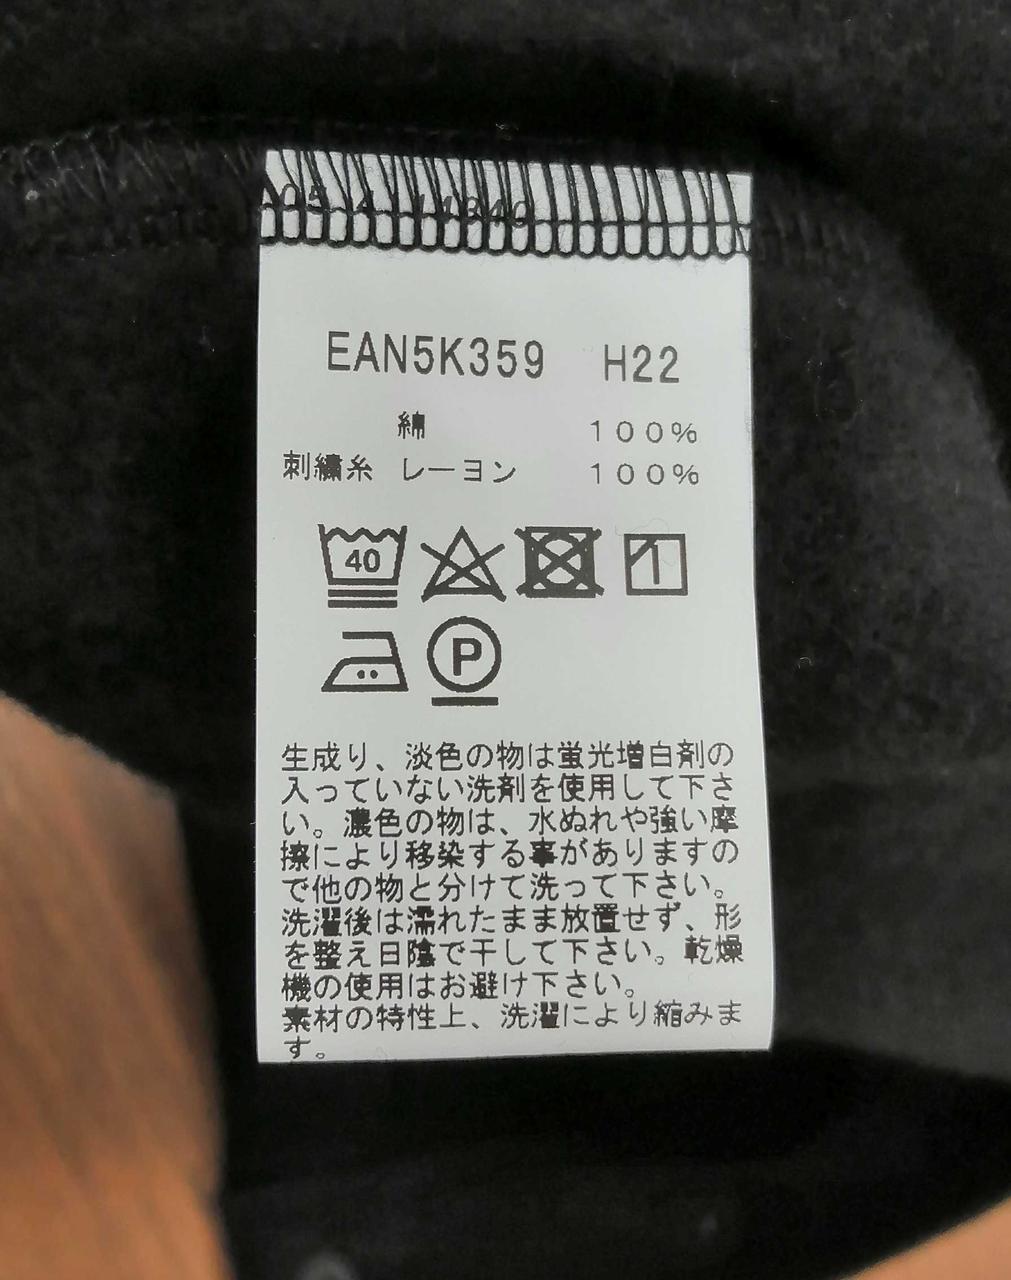 EAN5K359 H22
綿 100%
刺繍糸 レーヨン 100%
40
P
生成り、淡色の物は蛍光増白剤の
入っていない洗剤を使用して下さ
い。濃色の物は、水ぬれや強い摩
擦により移染する事がありますの
で他の物と分けて洗って下さい。
洗濯後は濡れたまま放置せず、形
を整え日陰で干して下さい。乾燥
機の使用はお避け下さい。
素材の特性上、洗濯により縮みま
す。